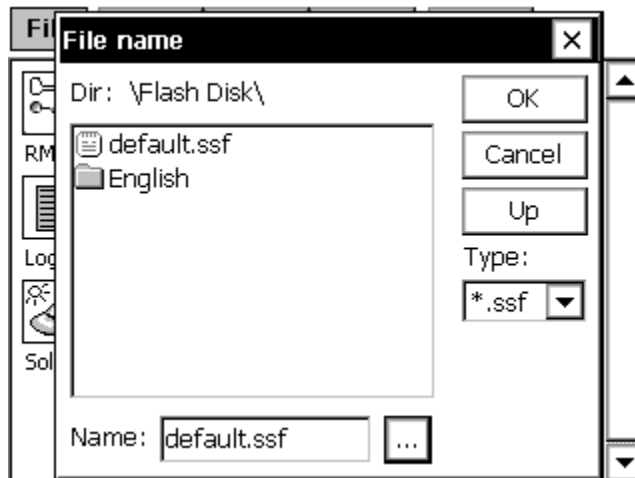 Fil
File name
Dir: \Flash Disk\
OK
default.ssf
English
Cancel
Up
Type:
*.ssf
RM
Log
Sol
Name: default.ssf ...